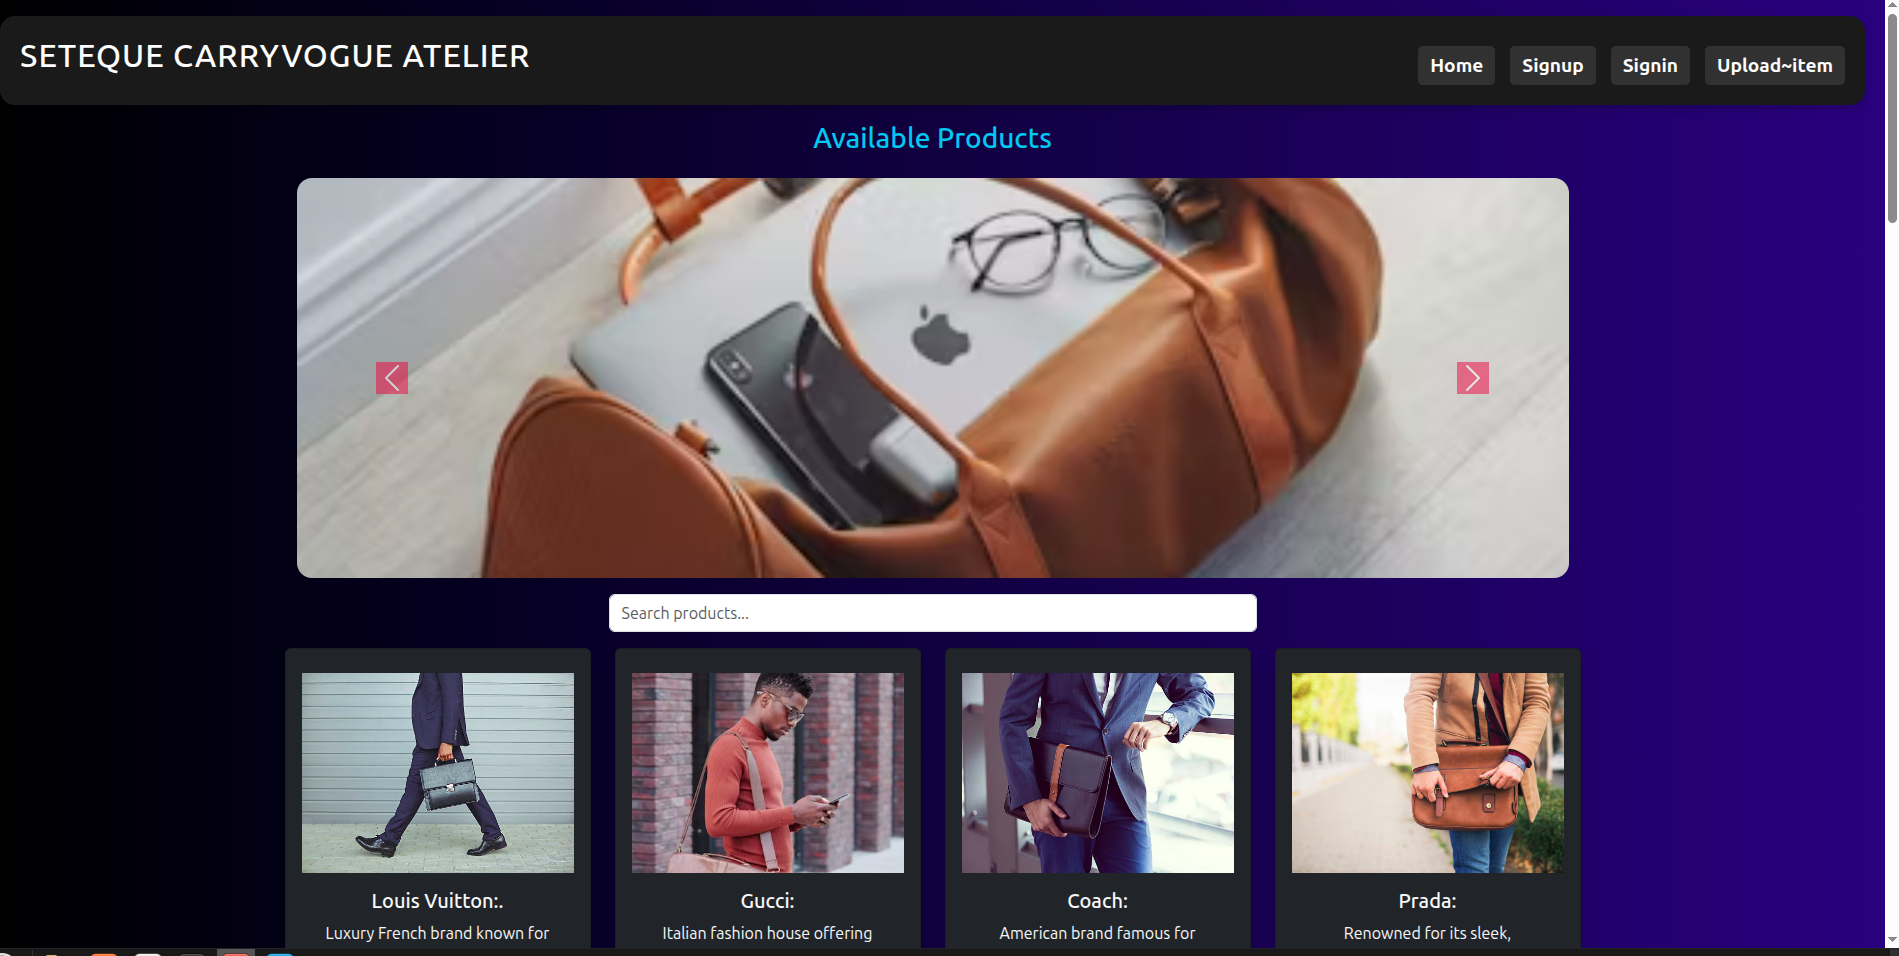 SETEQUE CARRYVOGUE ATELIER
Home Signup Signin Upload~item
Available Products
Search products...
Louis Vuitton:.
Luxury French brand known for
Gucci:
Italian fashion house offering
Coach:
American brand famous for
Prada:
Renowned for its sleek,